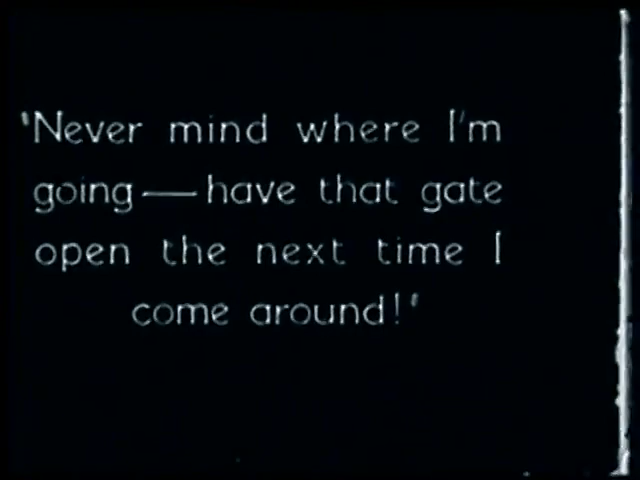 'Never mind where I'm
going—have that gate
open the next time I
come around!'